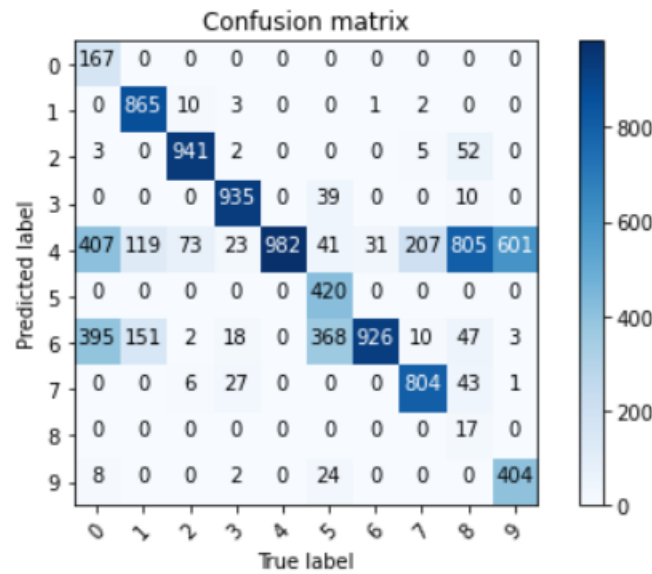 Confusion matrix
0 167 0 0 0 0 0 0 0 0 0
1 0 865 10 3 0 0 1 2 0 0
2 3 0 941 2 0 0 0 5 52 0
3 0 0 0 935 0 39 0 0 10 0
4 407 119 73 23 982 41 31 207 805 601
5 0 0 0 0 0 420 0 0 0 0
6 395 151 2 18 0 368 926 10 47 3
7 0 0 6 27 0 0 0 804 43 1
8 0 0 0 0 0 0 0 0 17 0
9 8 0 0 2 0 24 0 0 0 404
0 1 2 3 4 5 6 7 8 9
True label
Predicted label
800
600
400
200
0